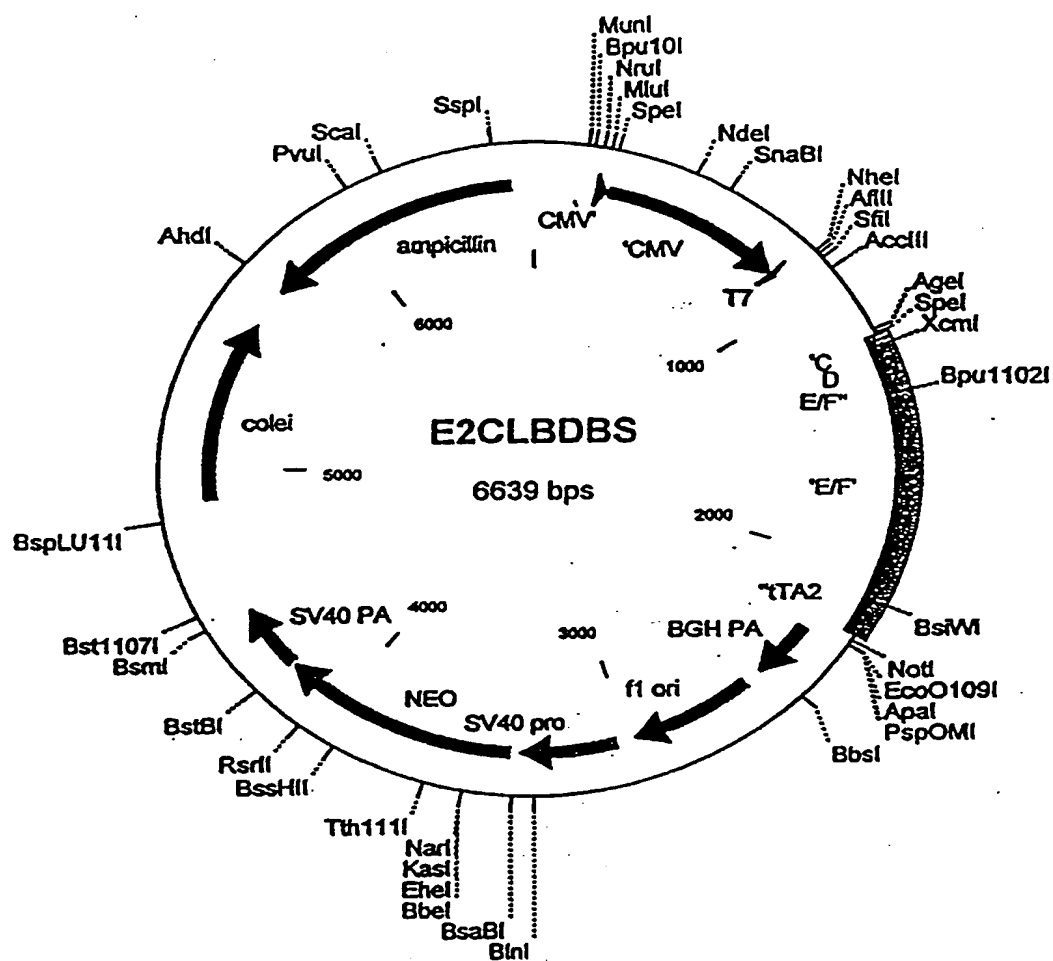 MunI
Bpu10I
NruI
MluI
SpeI
NdeI
SnaBI
NheI
AflII
SfiI
AccIII
AgeI
SpeI
XcmI
Bpu1102I
BsiWI
NotI
EcoO109I
ApaI
PspOMI
BbsI
BlnI
BsaBI
NarI
KasI
EheI
BbeI
Tth111I
BssHII
RsrII
BstBI
BsmI
Bst1107I
BspLU11I
AhdI
PvuI
ScaI
SspI
CMV'
'CMV
T7
ampicillin
6000
1000
'C
D
E/F"
colei
E2CLBDBS
6639 bps
5000
'E/F'
2000
"tTA2
BGH PA
SV40 PA
4000
3000
f1 ori
NEO
SV40 pro